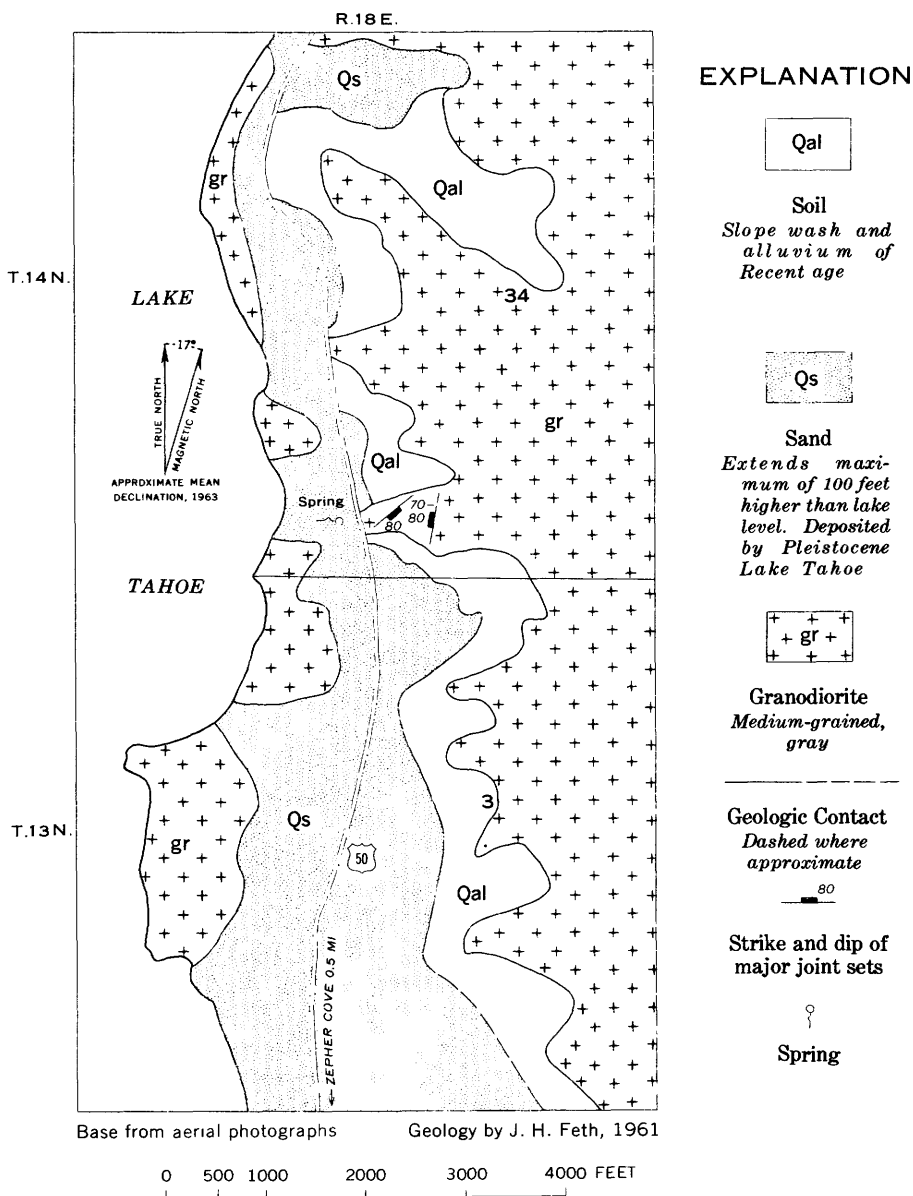 R.18 E.
Qs
gr
Qal
T.14 N.
LAKE
34
17°
TRUE NORTH
MAGNETIC NORTH
APPROXIMATE MEAN
DECLINATION, 1963
gr
Qal
Spring
70
80
80
TAHOE
T.13 N.
3
Qs
gr
50
Qal
← ZEPHER COVE 0.5 MI
Base from aerial photographs
Geology by J. H. Feth, 1961
0 500 1000 2000 3000 4000 FEET
EXPLANATION
Qal
Soil
Slope wash and
alluvium of
Recent age
Qs
Sand
Extends maxi-
mum of 100 feet
higher than lake
level. Deposited
by Pleistocene
Lake Tahoe
gr
Granodiorite
Medium-grained,
gray
Geologic Contact
Dashed where
approximate
80
Strike and dip of
major joint sets
Spring